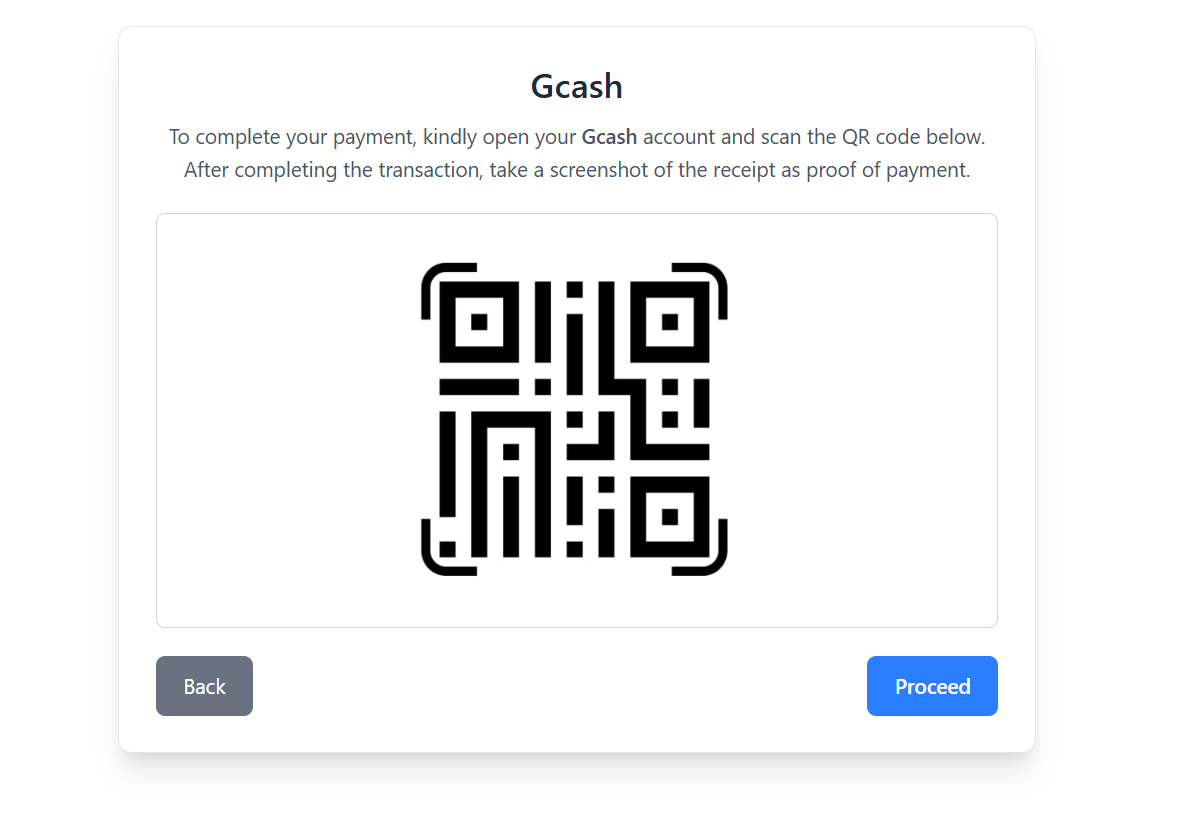 Gcash
To complete your payment, kindly open your Gcash account and scan the QR code below.
After completing the transaction, take a screenshot of the receipt as proof of payment.
Back
Proceed